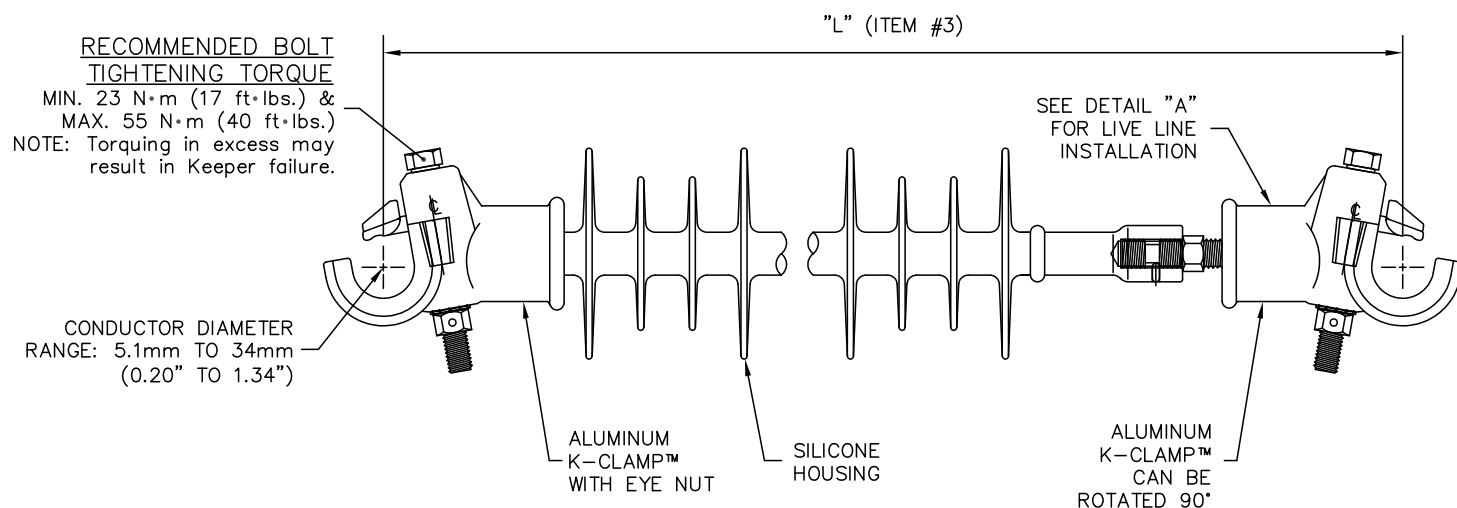 "L" (ITEM #3)
RECOMMENDED BOLT
TIGHTENING TORQUE
MIN. 23 N•m (17 ft•lbs.) &
MAX. 55 N•m (40 ft•lbs.)
NOTE: Torquing in excess may
result in Keeper failure.
SEE DETAIL "A"
FOR LIVE LINE
INSTALLATION
℄
℄
CONDUCTOR DIAMETER
RANGE: 5.1mm TO 34mm
(0.20" TO 1.34")
ALUMINUM
K-CLAMP™
WITH EYE NUT
SILICONE
HOUSING
ALUMINUM
K-CLAMP™
CAN BE
ROTATED 90°